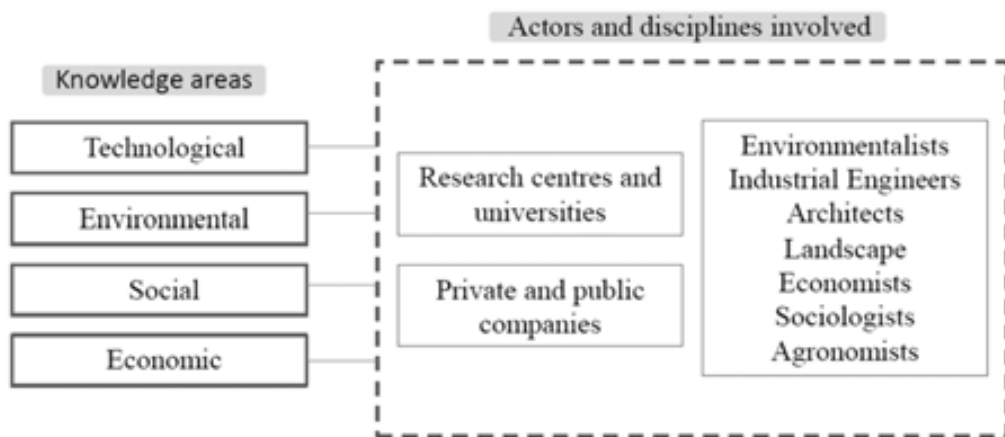 Actors and disciplines involved
Knowledge areas
Technological
Environmental
Social
Economic
Research centres and
universities
Private and public
companies
Environmentalists
Industrial Engineers
Architects
Landscape
Economists
Sociologists
Agronomists